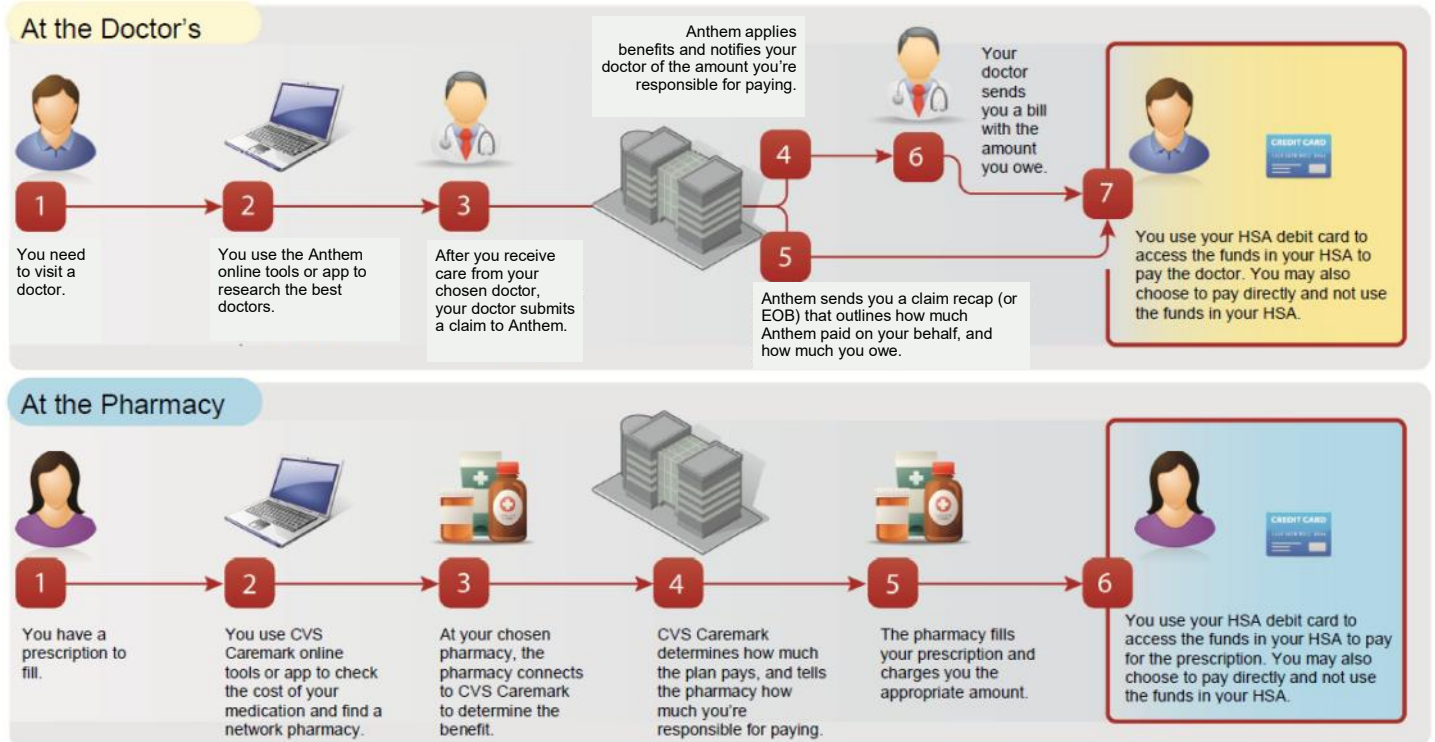 At the Doctor's
1
You need
to visit a
doctor.
2
You use the Anthem
online tools or app to
research the best
doctors.
3
After you receive
care from your
chosen doctor,
your doctor submits
a claim to Anthem.
Anthem applies
benefits and notifies your
doctor of the amount you're
responsible for paying.
4
5
Anthem sends you a claim recap (or
EOB) that outlines how much
Anthem paid on your behalf, and
how much you owe.
6
Your
doctor
sends
you a bill
with the
amount
you owe.
7
CREDIT CARD
You use your HSA debit card to
access the funds in your HSA to
pay the doctor. You may also
choose to pay directly and not use
the funds in your HSA.
At the Pharmacy
1
You have a
prescription to
fill.
2
You use CVS
Caremark online
tools or app to check
the cost of your
medication and find a
network pharmacy.
3
At your chosen
pharmacy, the
pharmacy connects
to CVS Caremark
to determine the
benefit.
4
CVS Caremark
determines how much
the plan pays, and tells
the pharmacy how
much you're
responsible for paying.
5
The pharmacy fills
your prescription and
charges you the
appropriate amount.
6
CREDIT CARD
You use your HSA debit card to
access the funds in your HSA to pay
for the prescription. You may also
choose to pay directly and not use
the funds in your HSA.